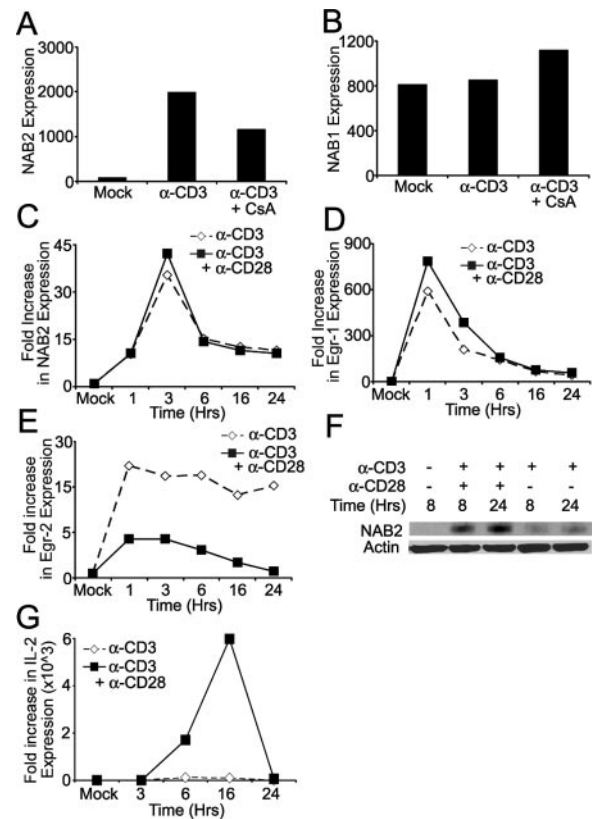 A
NAB2 Expression
3000
2000
1000
0
Mock
α-CD3
α-CD3
+ CsA
B
NAB1 Expression
1200
800
400
0
Mock
α-CD3
α-CD3
+ CsA
C
Fold Increase
in NAB2 Expression
45
30
15
0
α-CD3
α-CD3
+ α-CD28
Mock 1 3 6 16 24
Time (Hrs)
D
Fold Increase
in Egr-1 Expression
900
600
300
0
α-CD3
α-CD3
+ α-CD28
Mock 1 3 6 16 24
Time (Hrs)
E
Fold increase
in Egr-2 Expression
30
15
5
0
α-CD3
α-CD3
+ α-CD28
Mock 1 3 6 16 24
Time (Hrs)
F
α-CD3 - + + + +
α-CD28 - + + - -
Time (Hrs) 8 8 24 8 24
NAB2
Actin
G
Fold increase in IL-2
Expression (x10^3)
6
4
2
0
α-CD3
α-CD3
+ α-CD28
Mock 3 6 16 24
Time (Hrs)